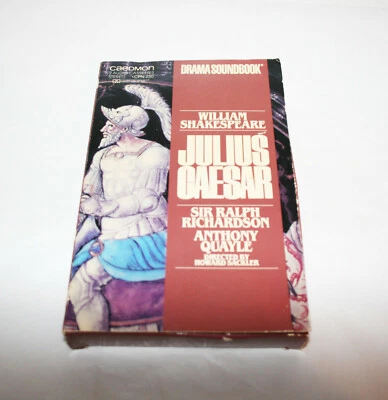 caedmon
DRAMA SOUNDBOOK
WILLIAM
SHAKESPEARE
JULIUS
CAESAR
SIR RALPH
RICHARDSON
ANTHONY
QUAYLE
DIRECTED BY
HOWARD SACKLER